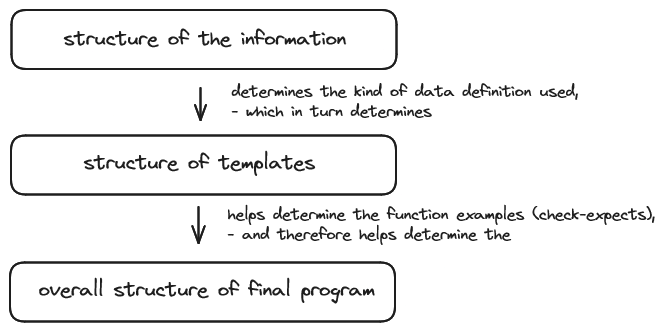 structure of the information
determines the kind of data definition used,
- which in turn determines
structure of templates
helps determine the function examples (check-expects),
- and therefore helps determine the
overall structure of final program